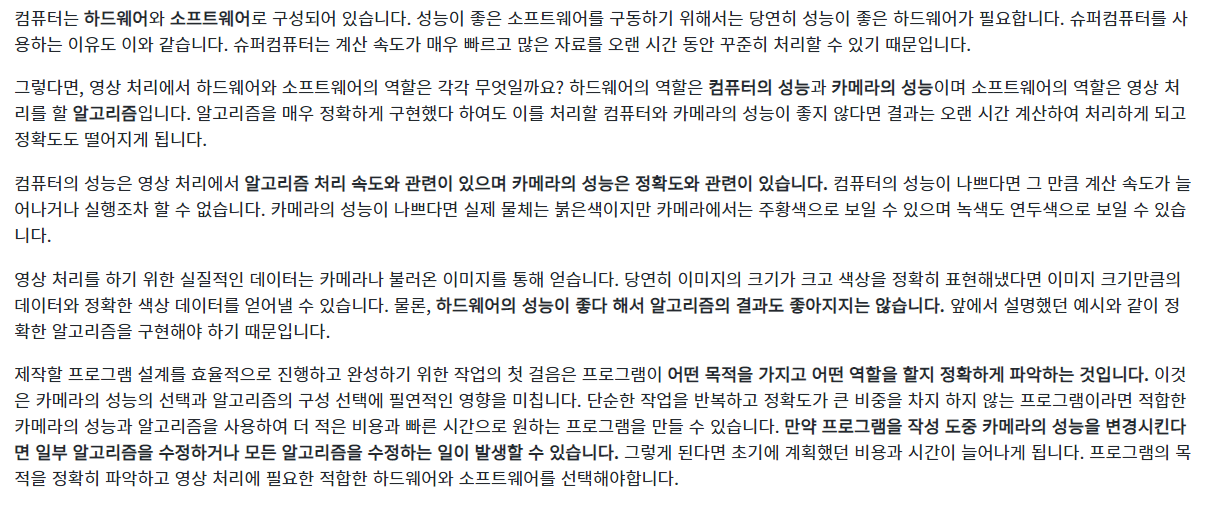 컴퓨터는 하드웨어와 소프트웨어로 구성되어 있습니다. 성능이 좋은 소프트웨어를 구동하기 위해서는 당연히 성능이 좋은 하드웨어가 필요합니다. 슈퍼컴퓨터를 사
용하는 이유도 이와 같습니다. 슈퍼컴퓨터는 계산 속도가 매우 빠르고 많은 자료를 오랜 시간 동안 꾸준히 처리할 수 있기 때문입니다.
그렇다면, 영상 처리에서 하드웨어와 소프트웨어의 역할은 각각 무엇일까요? 하드웨어의 역할은 컴퓨터의 성능과 카메라의 성능이며 소프트웨어의 역할은 영상 처
리를 할 알고리즘입니다. 알고리즘을 매우 정확하게 구현했다 하여도 이를 처리할 컴퓨터와 카메라의 성능이 좋지 않다면 결과는 오랜 시간 계산하여 처리하게 되고
정확도도 떨어지게 됩니다.
컴퓨터의 성능은 영상 처리에서 알고리즘 처리 속도와 관련이 있으며 카메라의 성능은 정확도와 관련이 있습니다. 컴퓨터의 성능이 나쁘다면 그 만큼 계산 속도가 늘
어나거나 실행조차 할 수 없습니다. 카메라의 성능이 나쁘다면 실제 물체는 붉은색이지만 카메라에서는 주황색으로 보일 수 있으며 녹색도 연두색으로 보일 수 있습
니다.
영상 처리를 하기 위한 실질적인 데이터는 카메라나 불러온 이미지를 통해 얻습니다. 당연히 이미지의 크기가 크고 색상을 정확히 표현해냈다면 이미지 크기만큼의
데이터와 정확한 색상 데이터를 얻어낼 수 있습니다. 물론, 하드웨어의 성능이 좋다 해서 알고리즘의 결과도 좋아지지는 않습니다. 앞에서 설명했던 예시와 같이 정
확한 알고리즘을 구현해야 하기 때문입니다.
제작할 프로그램 설계를 효율적으로 진행하고 완성하기 위한 작업의 첫 걸음은 프로그램이 어떤 목적을 가지고 어떤 역할을 할지 정확하게 파악하는 것입니다. 이것
은 카메라의 성능의 선택과 알고리즘의 구성 선택에 필연적인 영향을 미칩니다. 단순한 작업을 반복하고 정확도가 큰 비중을 차지 하지 않는 프로그램이라면 적합한
카메라의 성능과 알고리즘을 사용하여 더 적은 비용과 빠른 시간으로 원하는 프로그램을 만들 수 있습니다. 만약 프로그램을 작성 도중 카메라의 성능을 변경시킨다
면 일부 알고리즘을 수정하거나 모든 알고리즘을 수정하는 일이 발생할 수 있습니다. 그렇게 된다면 초기에 계획했던 비용과 시간이 늘어나게 됩니다. 프로그램의 목
적을 정확히 파악하고 영상 처리에 필요한 적합한 하드웨어와 소프트웨어를 선택해야합니다.